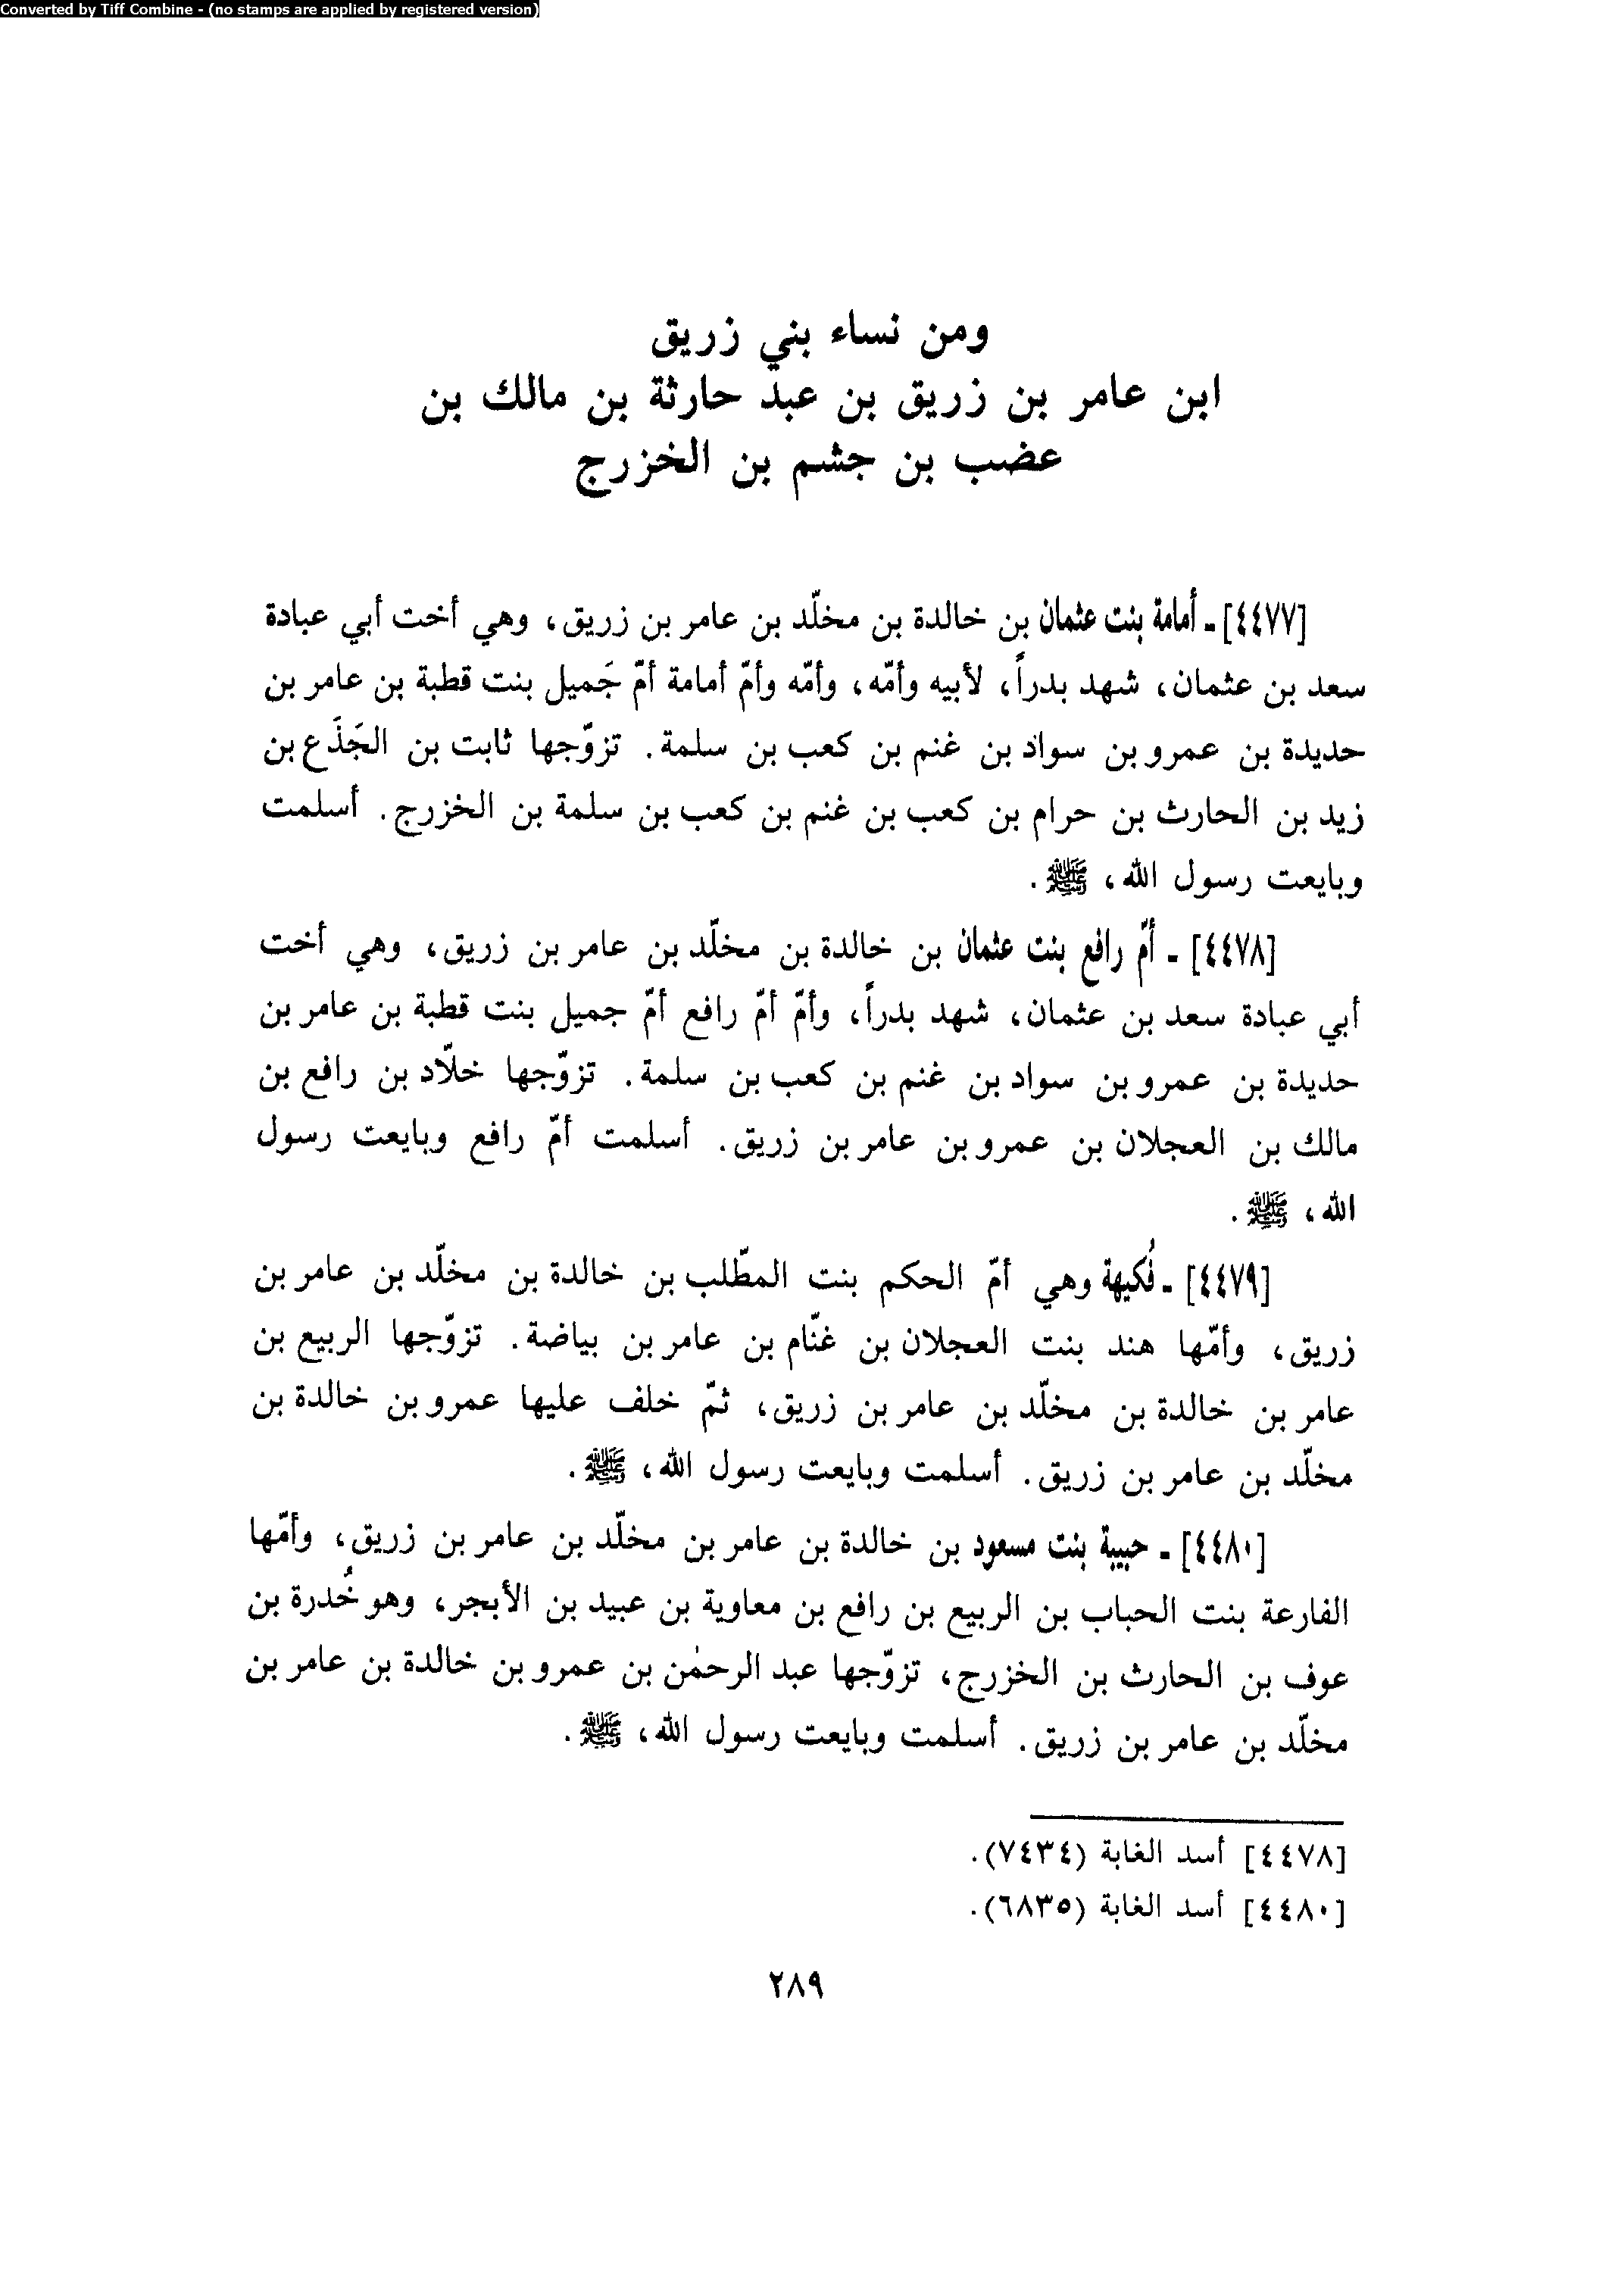 Converted by Tiff Combine - (no stamps are applied by registered version)
ومن نساء بني زريق
ابن عامر بن زريق بن عبد حارثة بن مالك بن
عضب بن جشم بن الخزرج
[٤٤٧٧] ـ أمامة بنت عثمان بن خالدة بن مخلّد بن عامر بن زريق، وهي أخت أبي عبادة
سعد بن عثمان، شهد بدراً، لأبيه وأمّه، وأمّه وأمّ أمامة أمّ جَميل بنت قطبة بن عامر بن
حديدة بن عمرو بن سواد بن غنم بن كعب بن سلمة. تزوّجها ثابت بن الجَذَع بن
زيد بن الحارث بن حرام بن كعب بن غنم بن كعب بن سلمة بن الخزرج. أسلمت
وبايعت رسول الله، ﷺ.
[٤٤٧٨] ـ أمّ رافع بنت عثمان بن خالدة بن مخلّد بن عامر بن زريق، وهي أخت
أبي عبادة سعد بن عثمان، شهد بدراً، وأمّ أمّ رافع أمّ جميل بنت قطبة بن عامر بن
حديدة بن عمرو بن سواد بن غنم بن كعب بن سلمة. تزوّجها خلّاد بن رافع بن
مالك بن العجلان بن عمرو بن عامر بن زريق. أسلمت أمّ رافع وبايعت رسول
الله، ﷺ.
[٤٤٧٩] ـ فُكيهة وهي أمّ الحكم بنت المطّلب بن خالدة بن مخلّد بن عامر بن
زريق، وأمّها هند بنت العجلان بن غنّام بن عامر بن بياضة. تزوّجها الربيع بن
عامر بن خالدة بن مخلّد بن عامر بن زريق، ثمّ خلف عليها عمرو بن خالدة بن
مخلّد بن عامر بن زريق. أسلمت وبايعت رسول الله، ﷺ.
[٤٤٨٠] ـ حبيبة بنت مسعود بن خالدة بن عامر بن مخلّد بن عامر بن زريق، وأمّها
الفارعة بنت الحباب بن الربيع بن رافع بن معاوية بن عبيد بن الأبجر، وهو خُدرة بن
عوف بن الحارث بن الخزرج، تزوّجها عبد الرحمٰن بن عمرو بن خالدة بن عامر بن
مخلّد بن عامر بن زريق. أسلمت وبايعت رسول الله، ﷺ.
[٤٤٧٨] أسد الغابة (٧٤٣٤).
[٤٤٨٠] أسد الغابة (٦٨٣٥).
٢٨٩